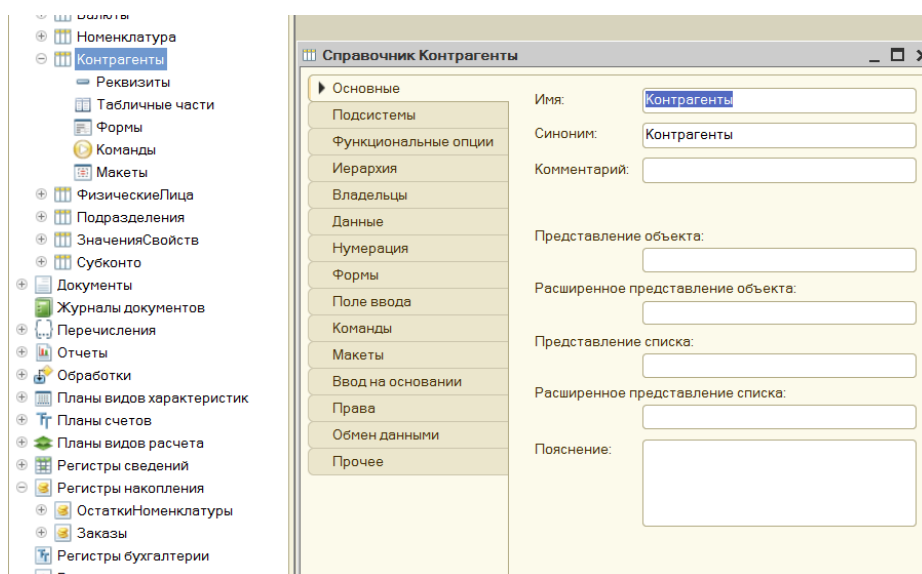 Валюты
Номенклатура
Контрагенты
Реквизиты
Табличные части
Формы
Команды
Макеты
ФизическиеЛица
Подразделения
ЗначенияСвойств
Субконто
Документы
Журналы документов
Перечисления
Отчеты
Обработки
Планы видов характеристик
Планы счетов
Планы видов расчета
Регистры сведений
Регистры накопления
ОстаткиНоменклатуры
Заказы
Регистры бухгалтерии
Справочник Контрагенты
Основные
Подсистемы
Функциональные опции
Иерархия
Владельцы
Данные
Нумерация
Формы
Поле ввода
Команды
Макеты
Ввод на основании
Права
Обмен данными
Прочее
Имя: Контрагенты
Синоним: Контрагенты
Комментарий:
Представление объекта:
Расширенное представление объекта:
Представление списка:
Расширенное представление списка:
Пояснение: